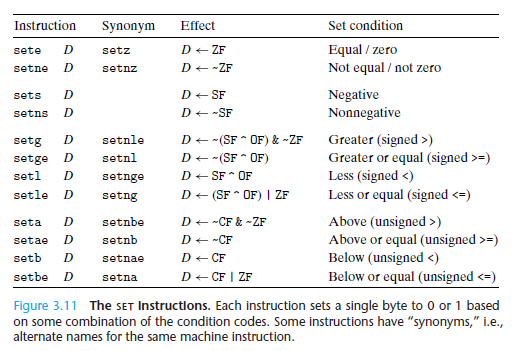 Instruction Synonym Effect Set condition
sete D setz D ← ZF Equal / zero
setne D setnz D ← ~ZF Not equal / not zero
sets D D ← SF Negative
setns D D ← ~SF Nonnegative
setg D setnle D ← ~(SF ^ OF) & ~ZF Greater (signed >)
setge D setnl D ← ~(SF ^ OF) Greater or equal (signed >=)
setl D setnge D ← SF ^ OF Less (signed <)
setle D setng D ← (SF ^ OF) | ZF Less or equal (signed <=)
seta D setnbe D ← ~CF & ~ZF Above (unsigned >)
setae D setnb D ← ~CF Above or equal (unsigned >=)
setb D setnae D ← CF Below (unsigned <)
setbe D setna D ← CF | ZF Below or equal (unsigned <=)
Figure 3.11 The SET instructions. Each instruction sets a single byte to 0 or 1 based
on some combination of the condition codes. Some instructions have “synonyms,” i.e.,
alternate names for the same machine instruction.